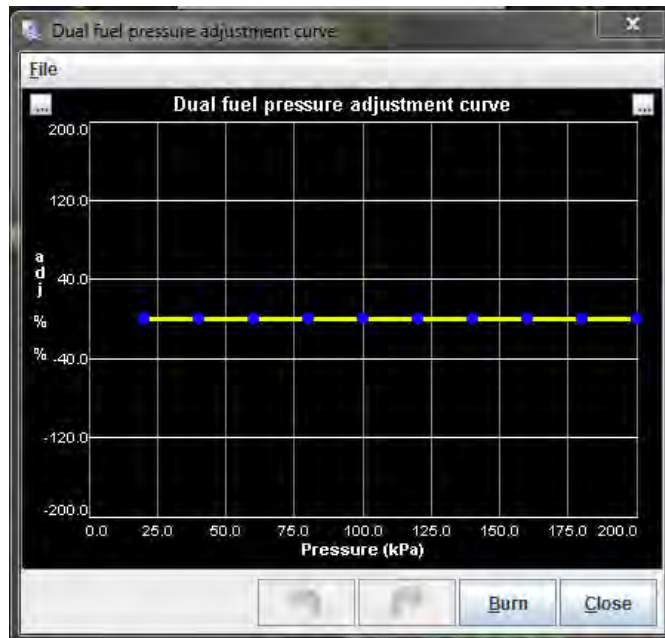 Dual fuel pressure adjustment curve
x
File
... Dual fuel pressure adjustment curve ...
200.0
120.0
40.0
-40.0
-120.0
-200.0
a
d
j
%
%
0.0 25.0 50.0 75.0 100.0 125.0 150.0 175.0 200.0
Pressure (kPa)
Burn Close